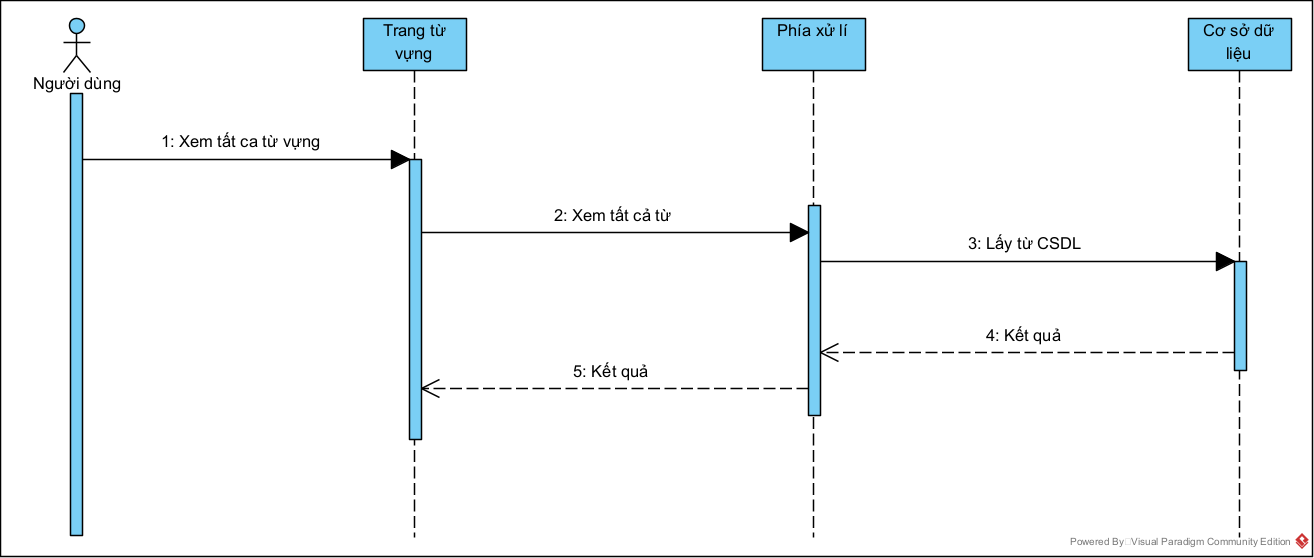 Người dùng
Trang từ
vựng
Phía xử lí
Cơ sở dữ
liệu
1: Xem tất ca từ vựng
2: Xem tất cả từ
3: Lấy từ CSDL
4: Kết quả
5: Kết quả
Powered By Visual Paradigm Community Edition